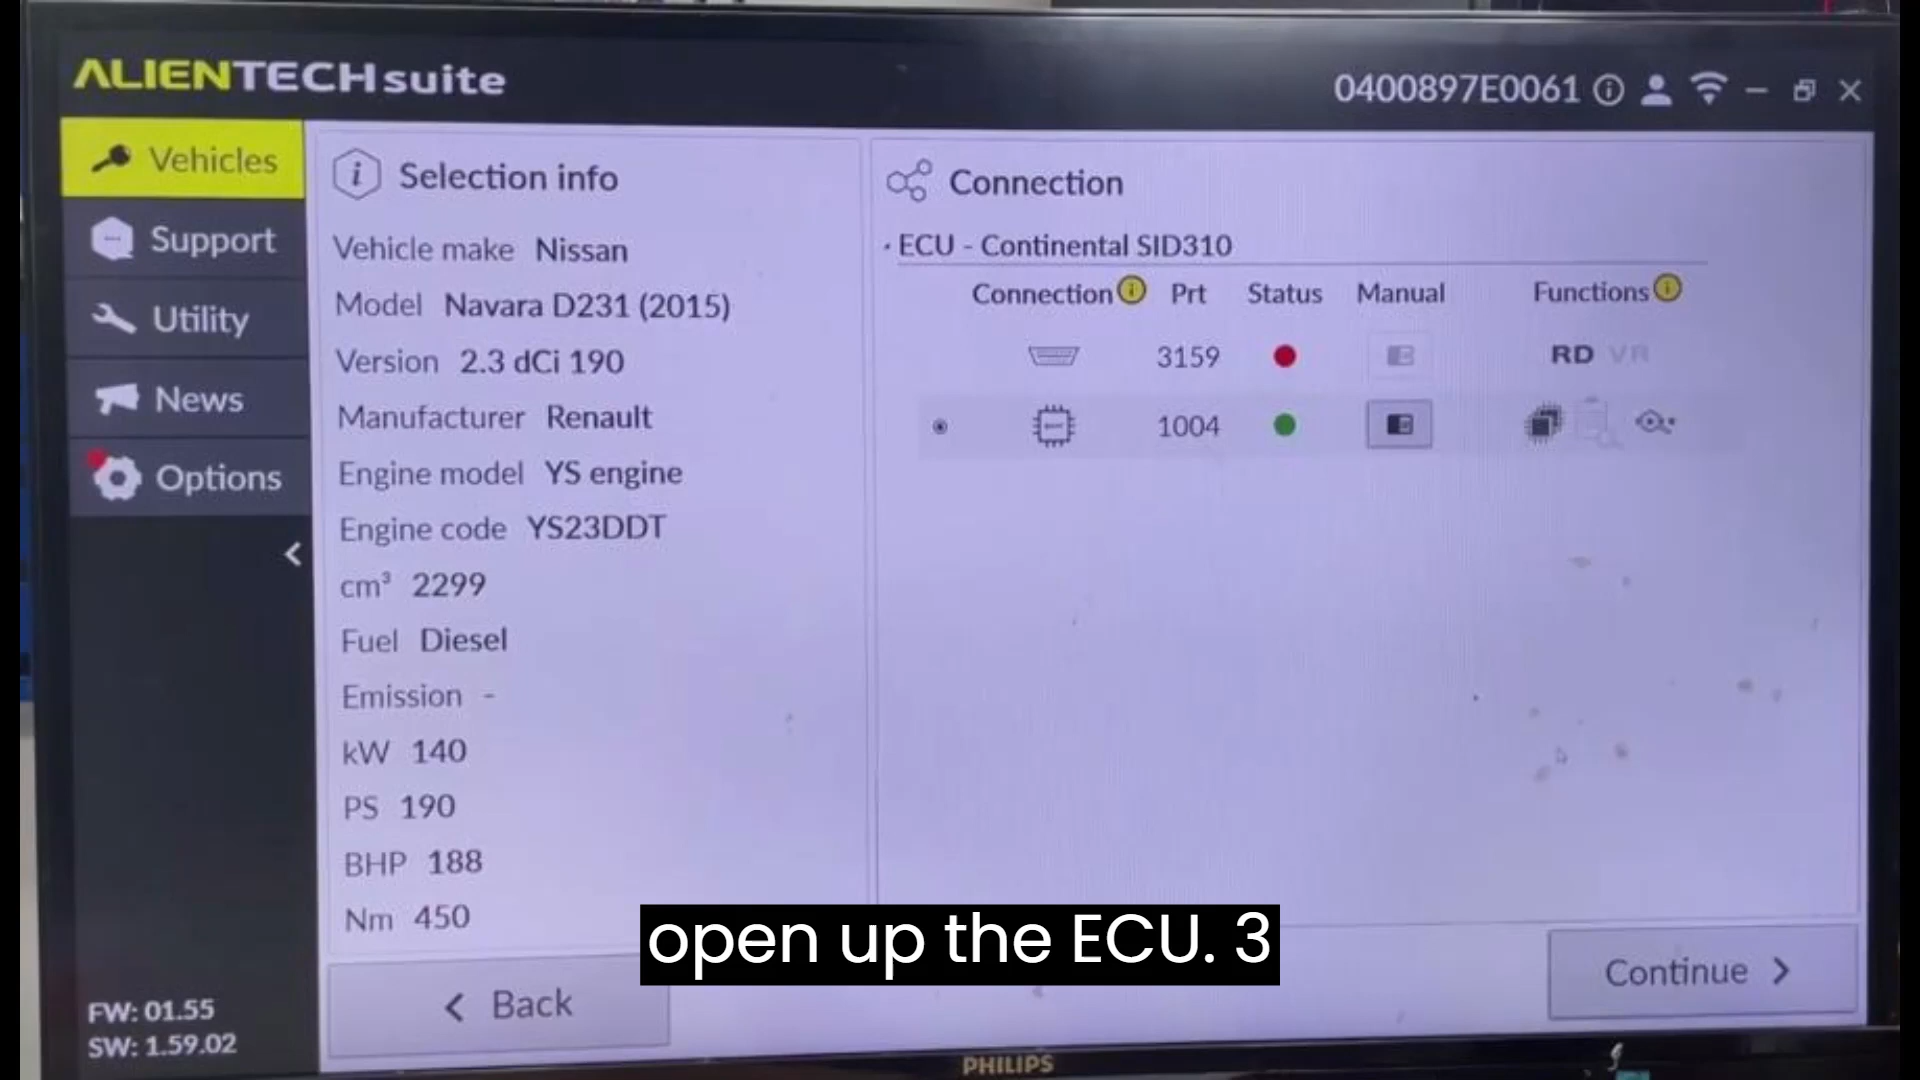 ALIENTECH suite
0400897E0061
Vehicles
Support
Utility
News
Options
FW: 01.55
SW: 1.59.02
Selection info
Vehicle make Nissan
Model Navara D231 (2015)
Version 2.3 dCi 190
Manufacturer Renault
Engine model YS engine
Engine code YS23DDT
cm³ 2299
Fuel Diesel
Emission -
kW 140
PS 190
BHP 188
Nm 450
Back
Connection
ECU - Continental SID310
Connection Prt Status Manual Functions
3159 RD VR
1004
Continue
open up the ECU. 3
PHILIPS